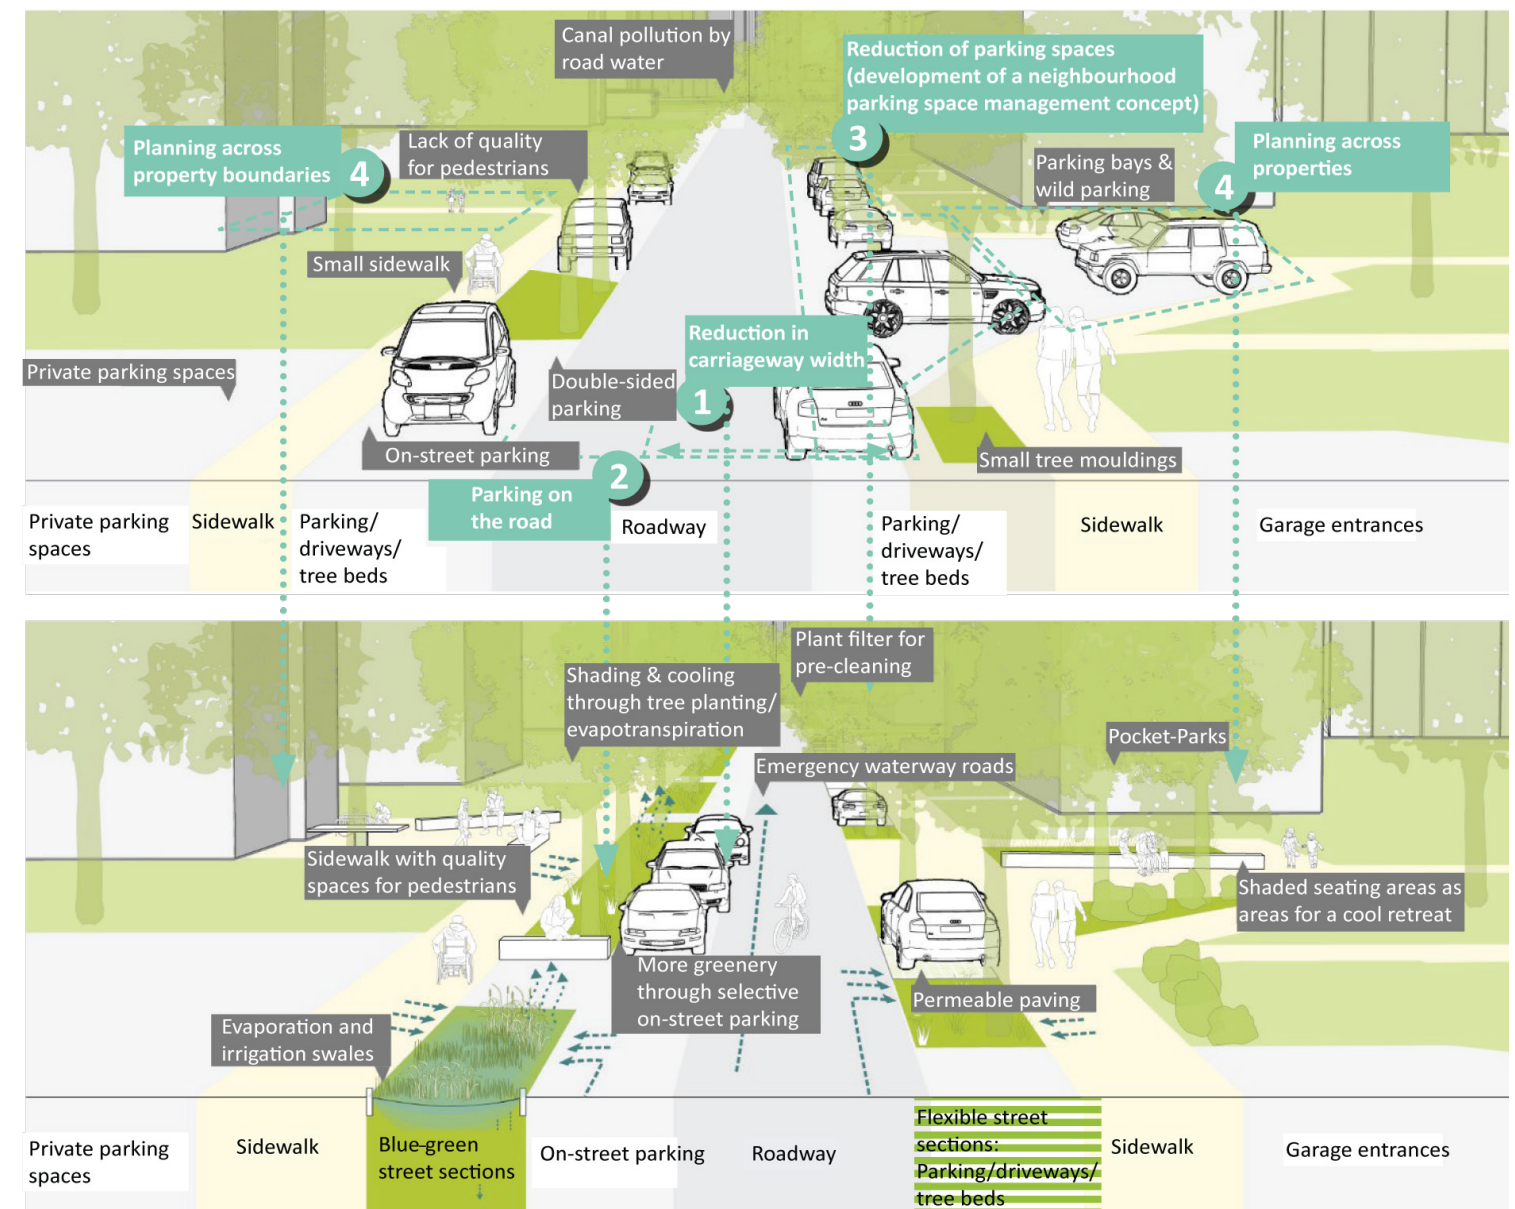 Canal pollution by
road water
Reduction of parking spaces
(development of a neighbourhood
parking space management concept)
3
Planning across
property boundaries
4
Lack of quality
for pedestrians
Parking bays &
wild parking
4
Planning across
properties
Small sidewalk
Reduction in
carriageway width
1
Private parking spaces
Double-sided
parking
On-street parking
Small tree mouldings
2
Parking on
the road
Private parking
spaces
Sidewalk
Parking/
driveways/
tree beds
Roadway
Parking/
driveways/
tree beds
Sidewalk
Garage entrances
Plant filter for
pre-cleaning
Shading & cooling
through tree planting/
evapotranspiration
Pocket-Parks
Emergency waterway roads
Sidewalk with quality
spaces for pedestrians
Shaded seating areas as
areas for a cool retreat
More greenery
through selective
on-street parking
Permeable paving
Evaporation and
irrigation swales
Private parking
spaces
Sidewalk
Blue-green
street sections
On-street parking
Roadway
Flexible street
sections:
Parking/driveways/
tree beds
Sidewalk
Garage entrances